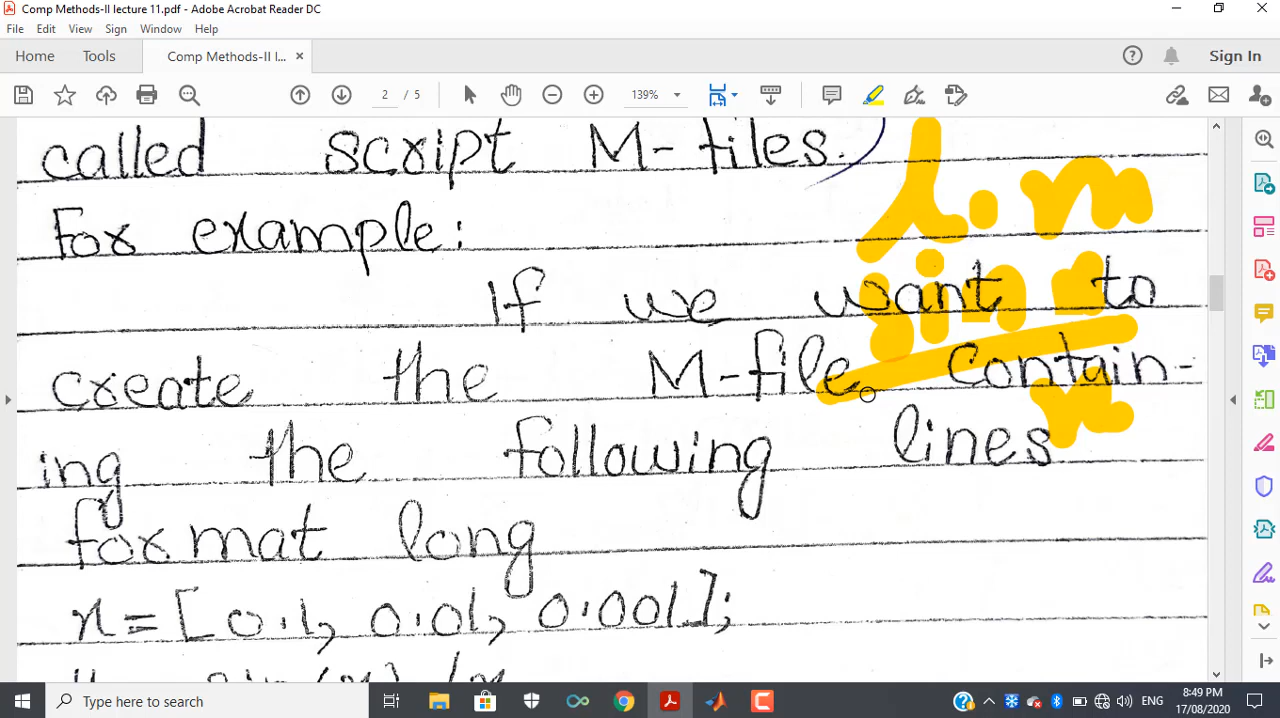 Comp Methods-II lecture 11.pdf - Adobe Acrobat Reader DC
File Edit View Sign Window Help
Home Tools Comp Methods-II l... × Sign In
2 / 5 139%
called script M-files.
For example:
If we want to
create the M-file. Contain-
ing the following lines
format long
x = [0.1, 0.01, 0.001];
y = sin(x)/x
sin x
x
Type here to search
ENG
8:49 PM
17/08/2020